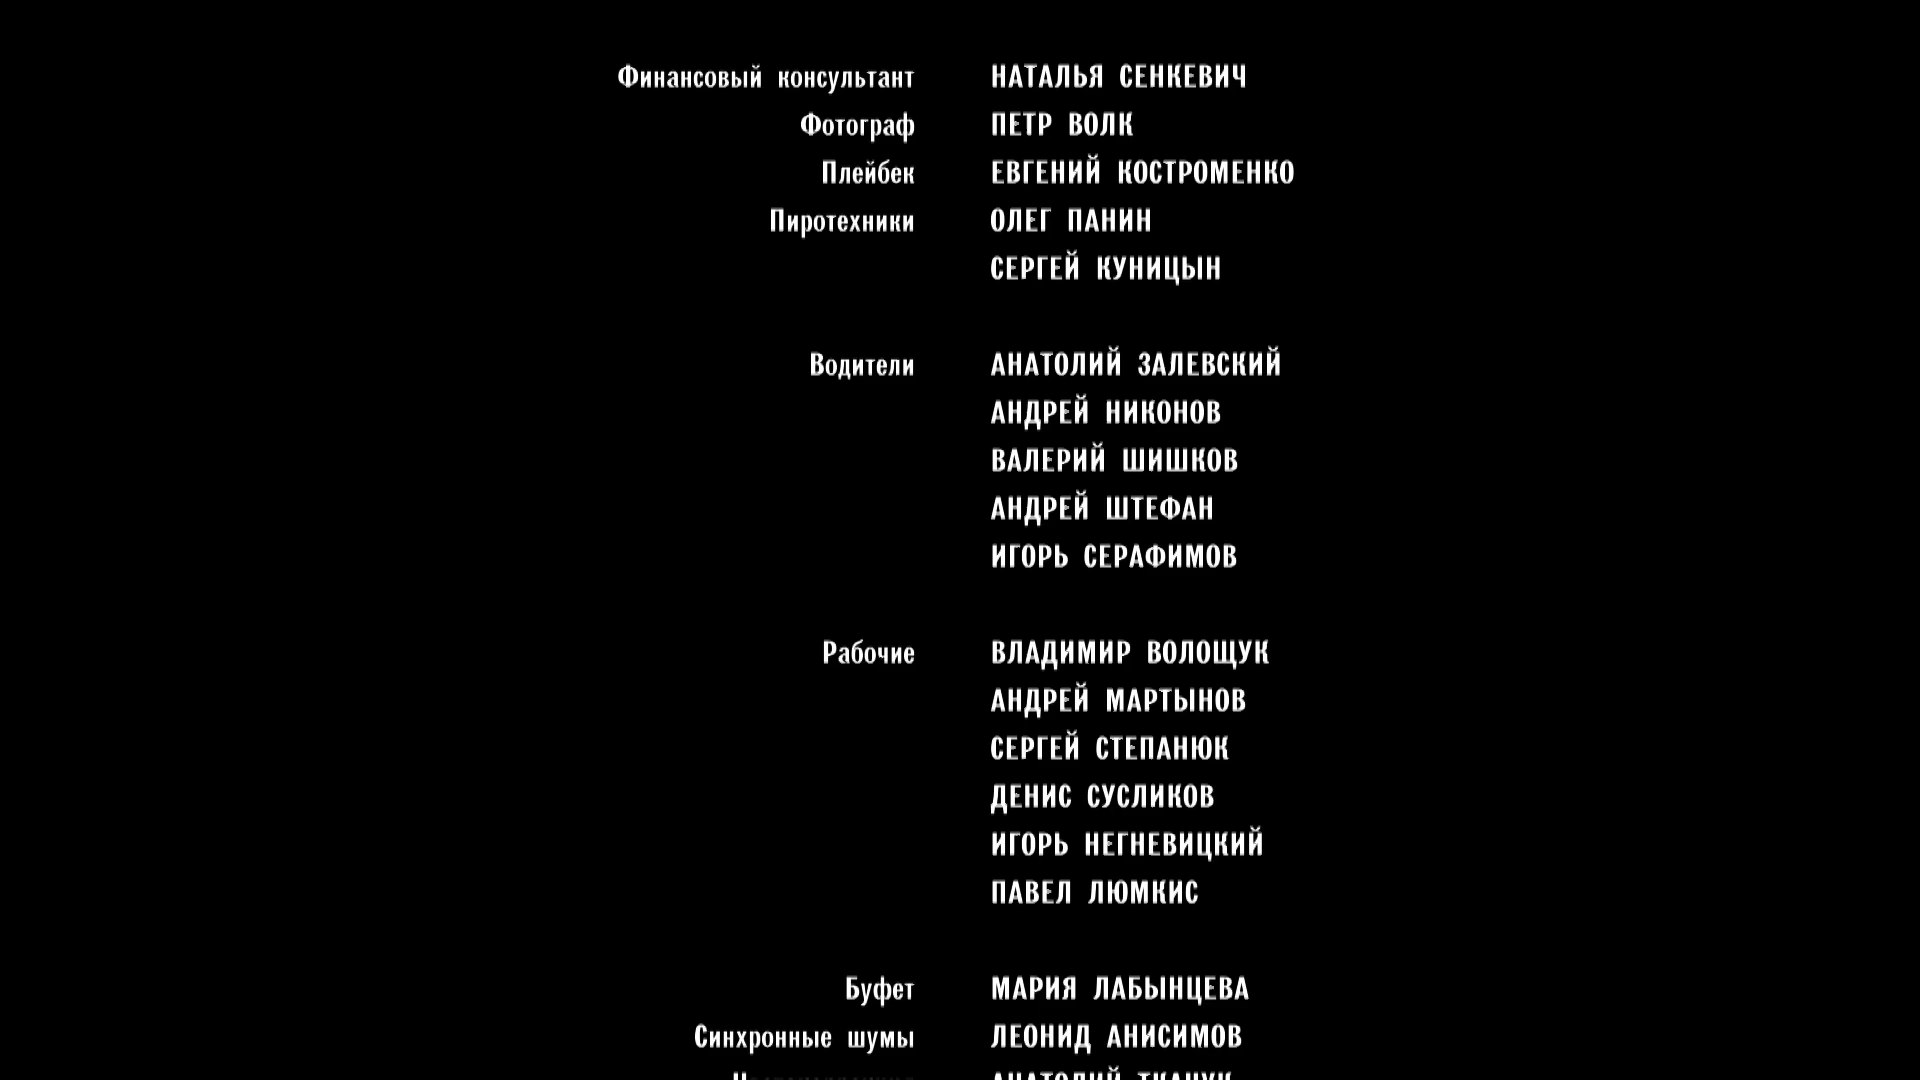 Финансовый консультант НАТАЛЬЯ СЕНКЕВИЧ
Фотограф ПЕТР ВОЛК
Плейбек ЕВГЕНИЙ КОСТРОМЕНКО
Пиротехники ОЛЕГ ПАНИН
СЕРГЕЙ КУНИЦЫН
Водители АНАТОЛИЙ ЗАЛЕВСКИЙ
АНДРЕЙ НИКОНОВ
ВАЛЕРИЙ ШИШКОВ
АНДРЕЙ ШТЕФАН
ИГОРЬ СЕРАФИМОВ
Рабочие ВЛАДИМИР ВОЛОЩУК
АНДРЕЙ МАРТЫНОВ
СЕРГЕЙ СТЕПАНЮК
ДЕНИС СУСЛИКОВ
ИГОРЬ НЕГНЕВИЦКИЙ
ПАВЕЛ ЛЮМКИС
Буфет МАРИЯ ЛАБЫНЦЕВА
Синхронные шумы ЛЕОНИД АНИСИМОВ
АНАТОЛИЙ ТКАЧУК